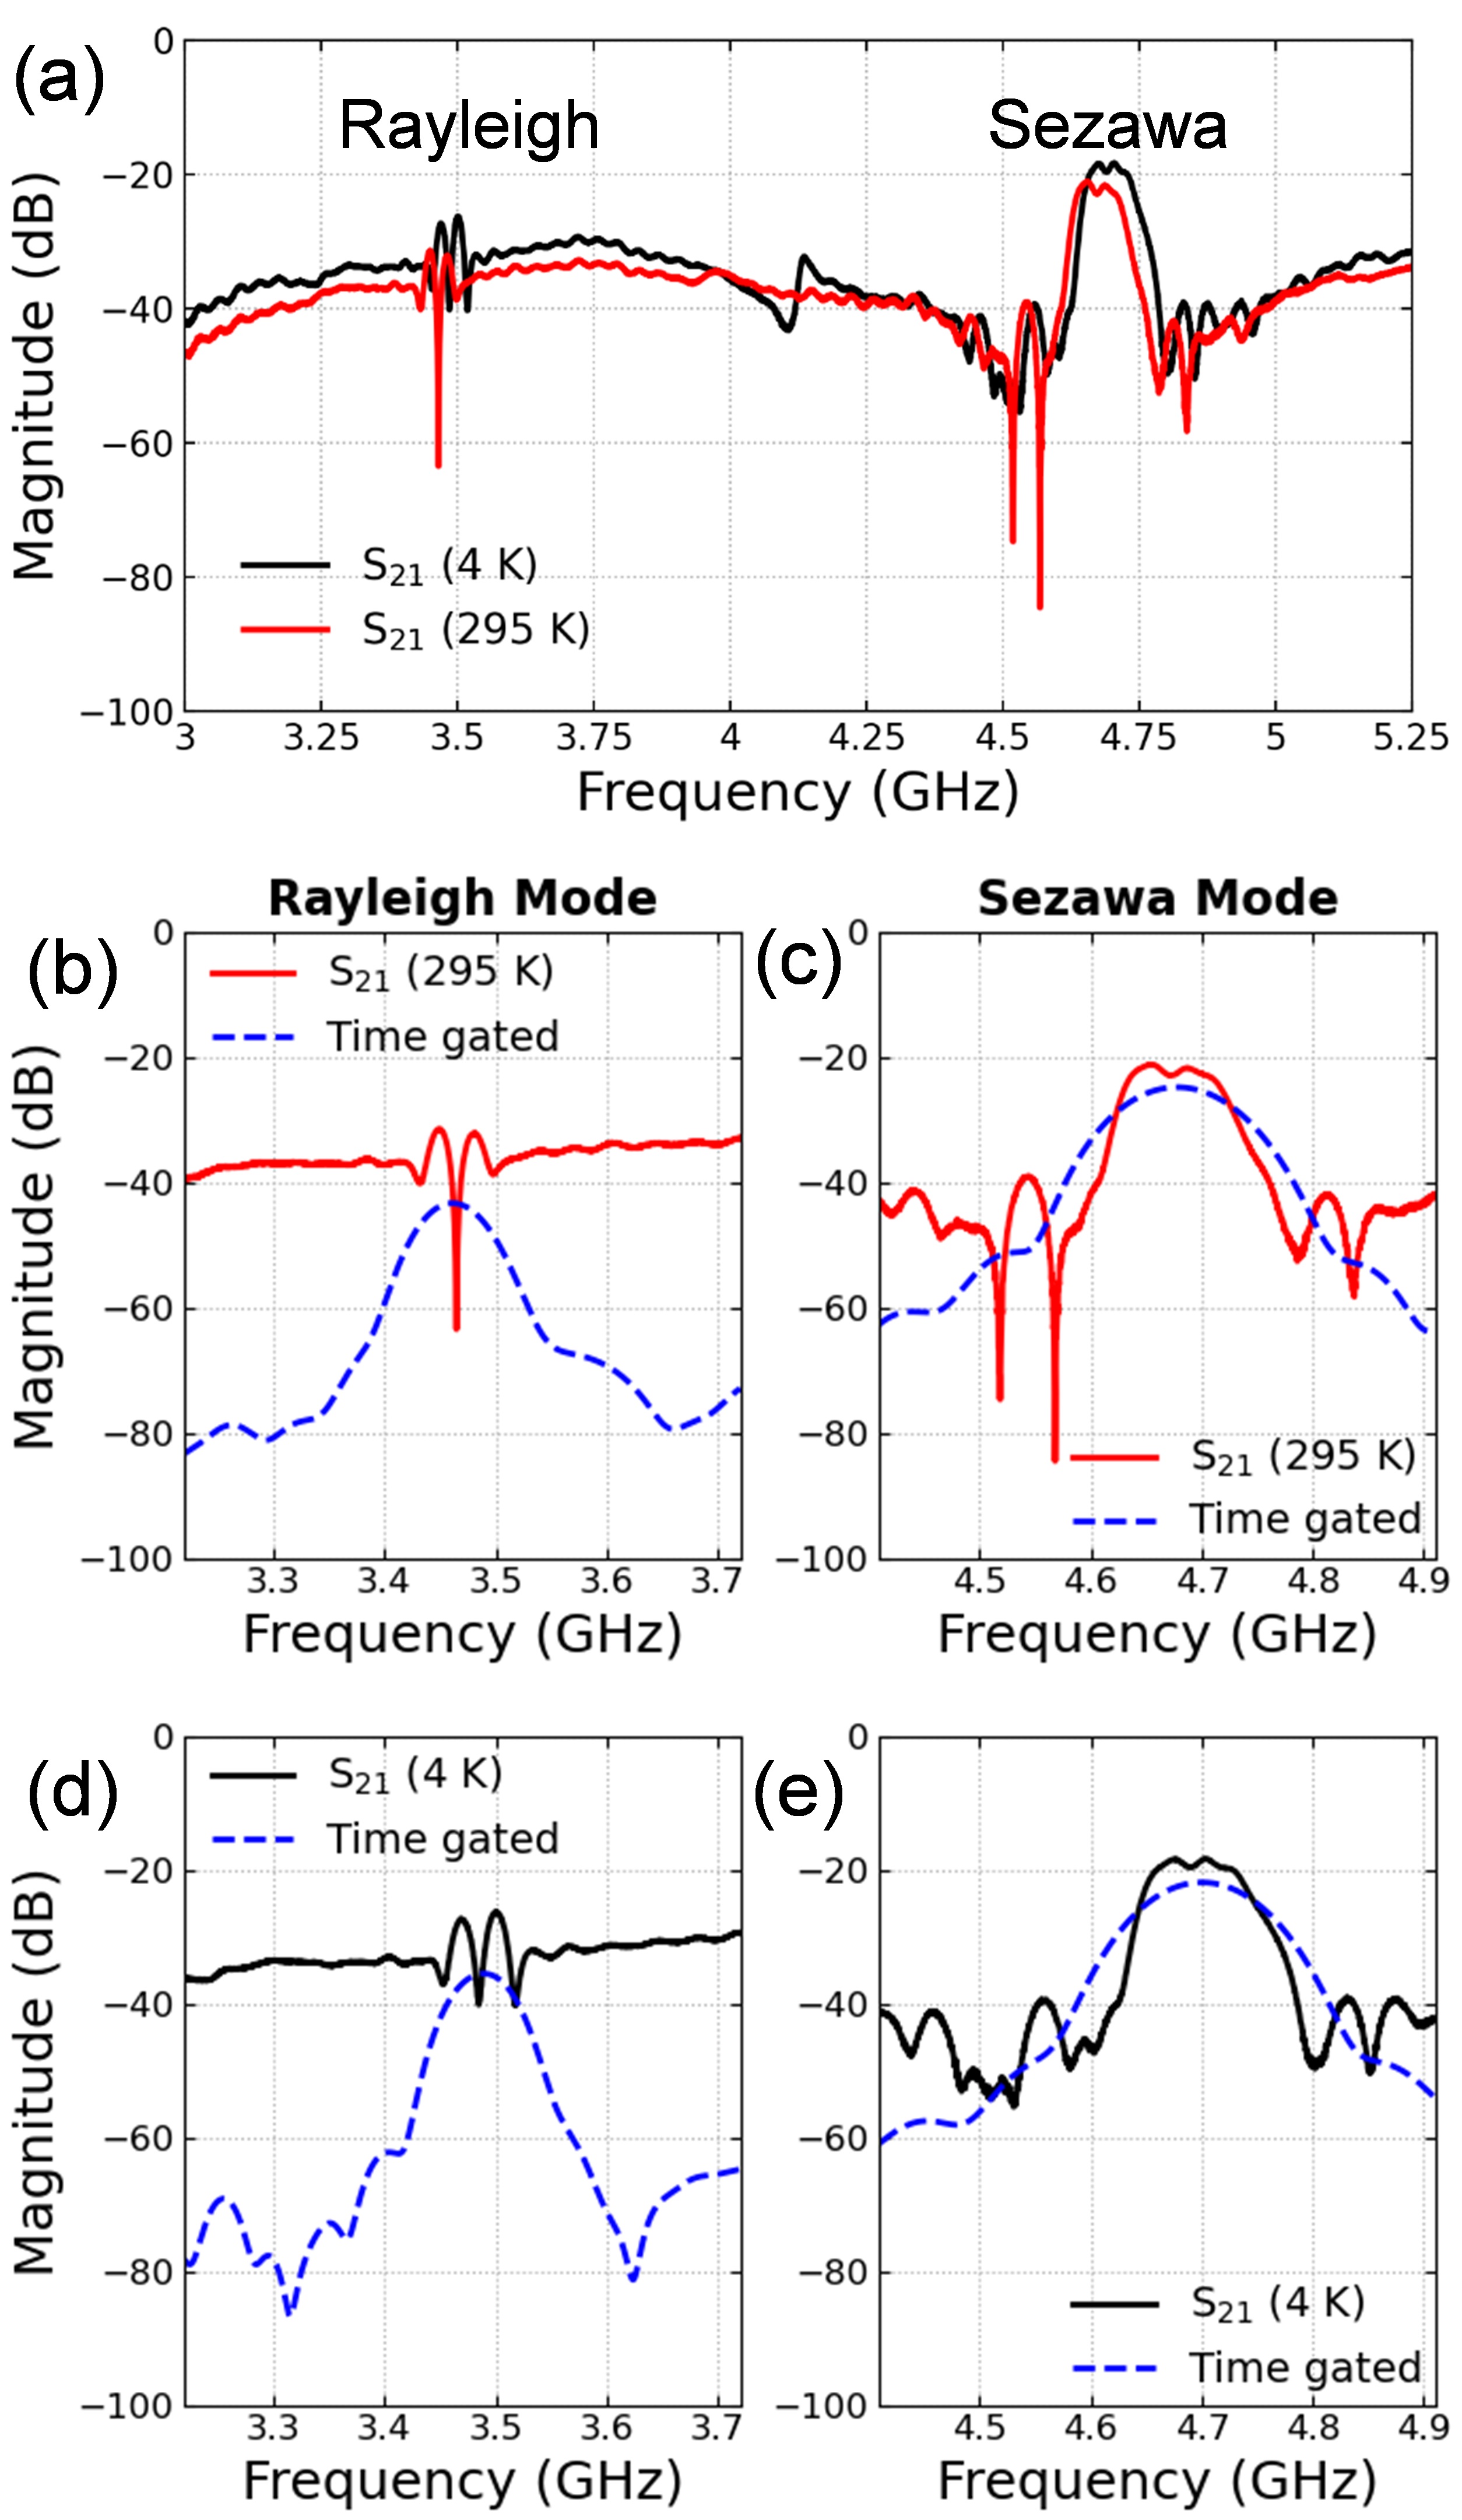 (a)
Rayleigh
Sezawa
Magnitude (dB)
0
−20
−40
−60
−80
−100
S21 (4 K)
S21 (295 K)
3 3.25 3.5 3.75 4 4.25 4.5 4.75 5 5.25
Frequency (GHz)
Rayleigh Mode
(b)
Magnitude (dB)
0
−20
−40
−60
−80
−100
S21 (295 K)
Time gated
3.3 3.4 3.5 3.6 3.7
Frequency (GHz)
Sezawa Mode
(c)
0
−20
−40
−60
−80
−100
S21 (295 K)
Time gated
4.5 4.6 4.7 4.8 4.9
Frequency (GHz)
(d)
Magnitude (dB)
0
−20
−40
−60
−80
−100
S21 (4 K)
Time gated
3.3 3.4 3.5 3.6 3.7
Frequency (GHz)
(e)
0
−20
−40
−60
−80
−100
S21 (4 K)
Time gated
4.5 4.6 4.7 4.8 4.9
Frequency (GHz)